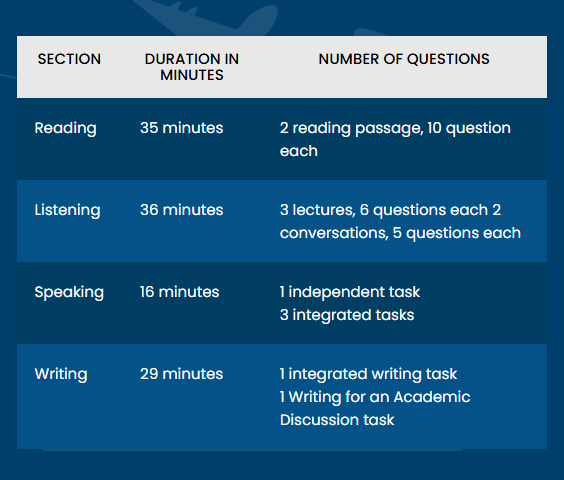 SECTION
DURATION IN
MINUTES
NUMBER OF QUESTIONS
Reading
35 minutes
2 reading passage, 10 question
each
Listening
36 minutes
3 lectures, 6 questions each 2
conversations, 5 questions each
Speaking
16 minutes
1 independent task
3 integrated tasks
Writing
29 minutes
1 integrated writing task
1 Writing for an Academic
Discussion task